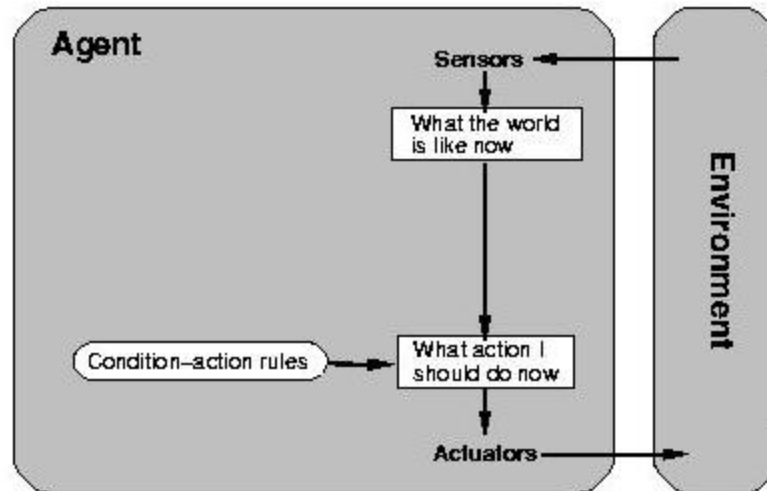 Agent
Sensors
What the world
is like now
Environment
Condition–action rules
What action I
should do now
Actuators